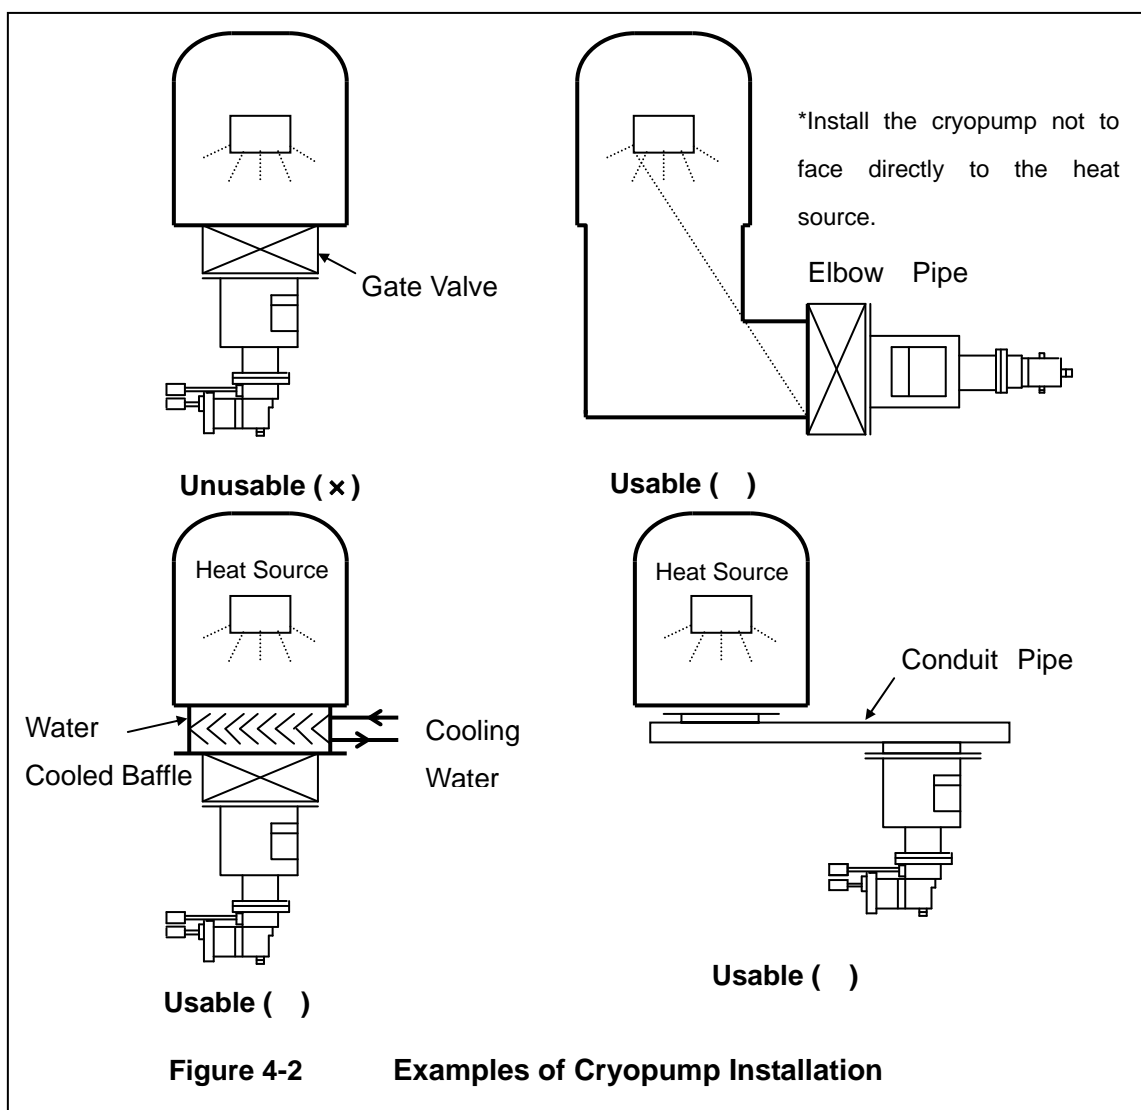 *Install the cryopump not to
face directly to the heat
source.
Gate Valve
Elbow Pipe
Unusable ( × )
Usable (  )
Heat Source
Heat Source
Water
Cooled Baffle
Cooling
Water
Conduit Pipe
Usable (  )
Usable (  )
Figure 4-2 Examples of Cryopump Installation